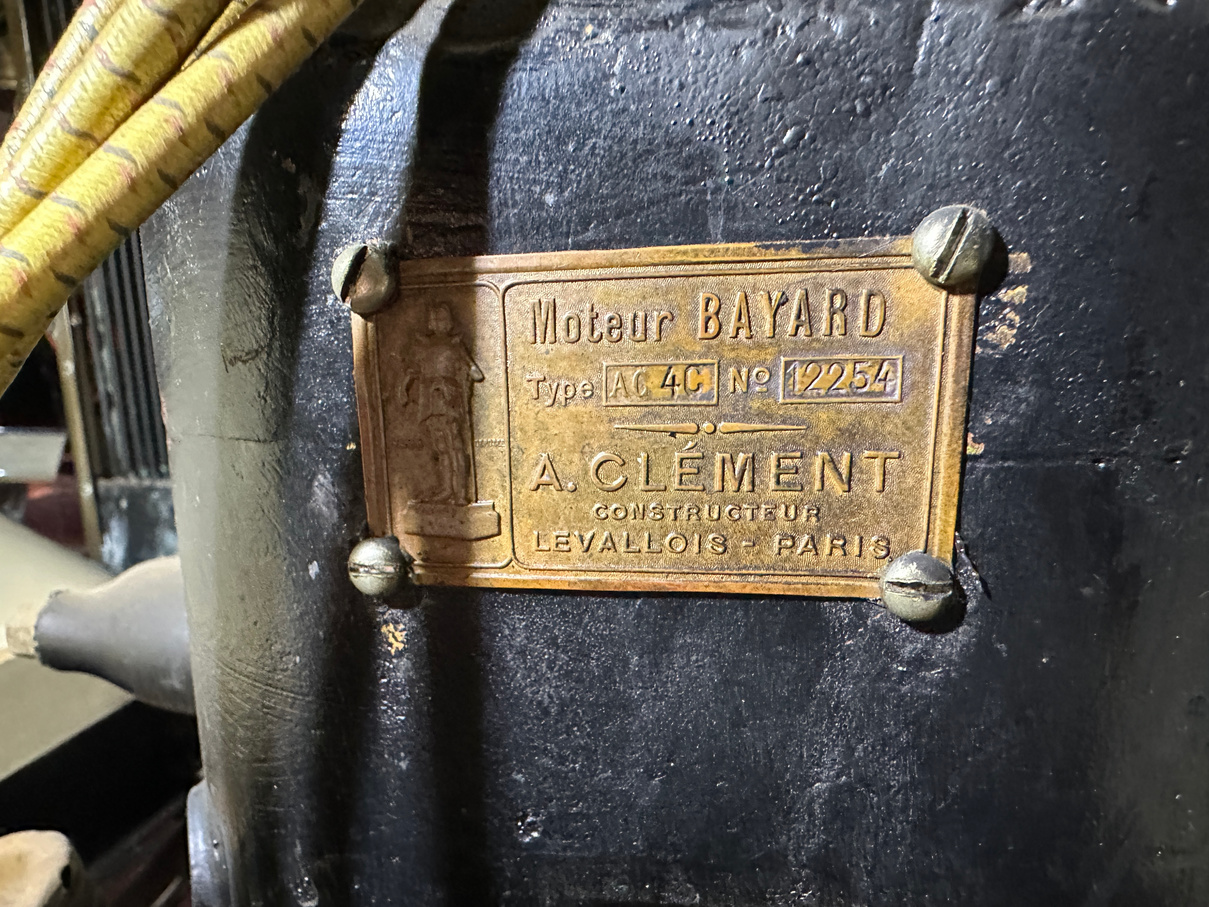 Moteur BAYARD
Type AC 4C Nº 12254
A. CLÉMENT
CONSTRUCTEUR
LEVALLOIS - PARIS